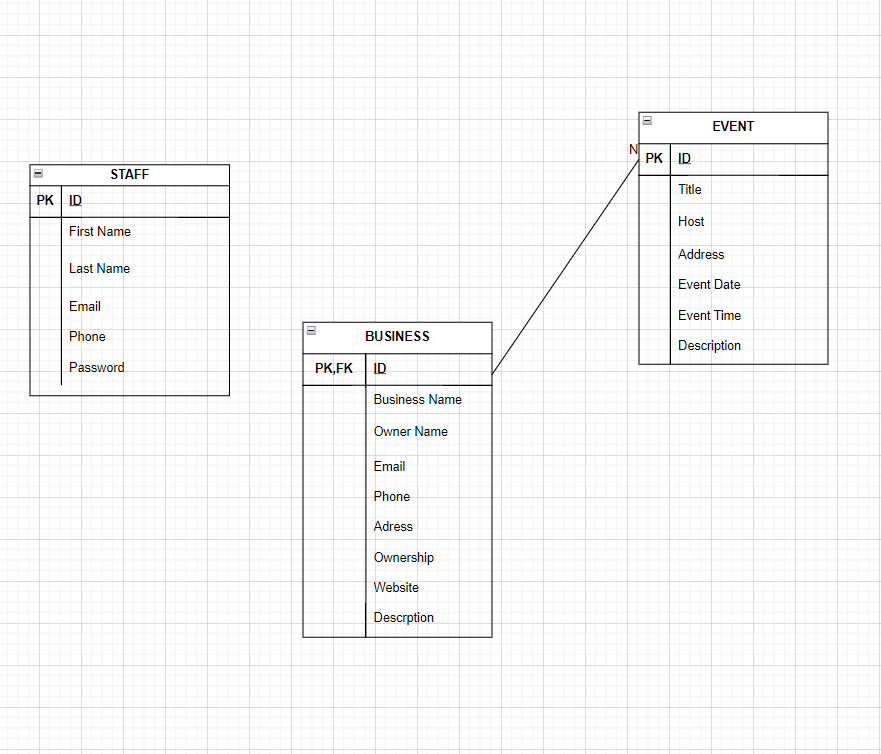 STAFF
PK ID
First Name
Last Name
Email
Phone
Password
BUSINESS
PK,FK ID
Business Name
Owner Name
Email
Phone
Adress
Ownership
Website
Descrption
N
EVENT
PK ID
Title
Host
Address
Event Date
Event Time
Description